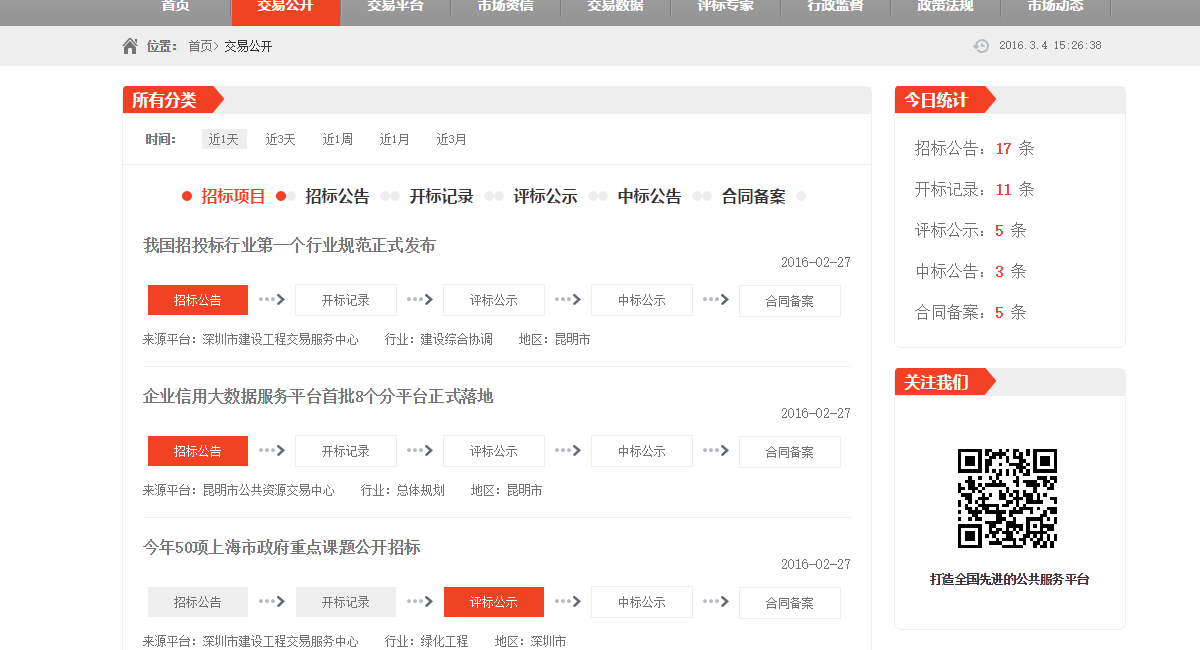 首页 交易公开 交易平台 市场资信 交易数据 评标专家 行政监督 政策法规 市场动态
位置： 首页> 交易公开
2016.3.4 15:26:38
所有分类
时间： 近1天 近3天 近1周 近1月 近3月
招标项目 招标公告 开标记录 评标公示 中标公告 合同备案
我国招投标行业第一个行业规范正式发布
2016-02-27
招标公告 开标记录 评标公示 中标公示 合同备案
来源平台：深圳市建设工程交易服务中心 行业：建设综合协调 地区：昆明市
企业信用大数据服务平台首批8个分平台正式落地
2016-02-27
招标公告 开标记录 评标公示 中标公示 合同备案
来源平台：昆明市公共资源交易中心 行业：总体规划 地区：昆明市
今年50项上海市政府重点课题公开招标
2016-02-27
招标公告 开标记录 评标公示 中标公示 合同备案
来源平台：深圳市建设工程交易服务中心 行业：绿化工程 地区：深圳市
今日统计
招标公告：17 条
开标记录：11 条
评标公示：5 条
中标公告：3 条
合同备案：5 条
关注我们
打造全国先进的公共服务平台